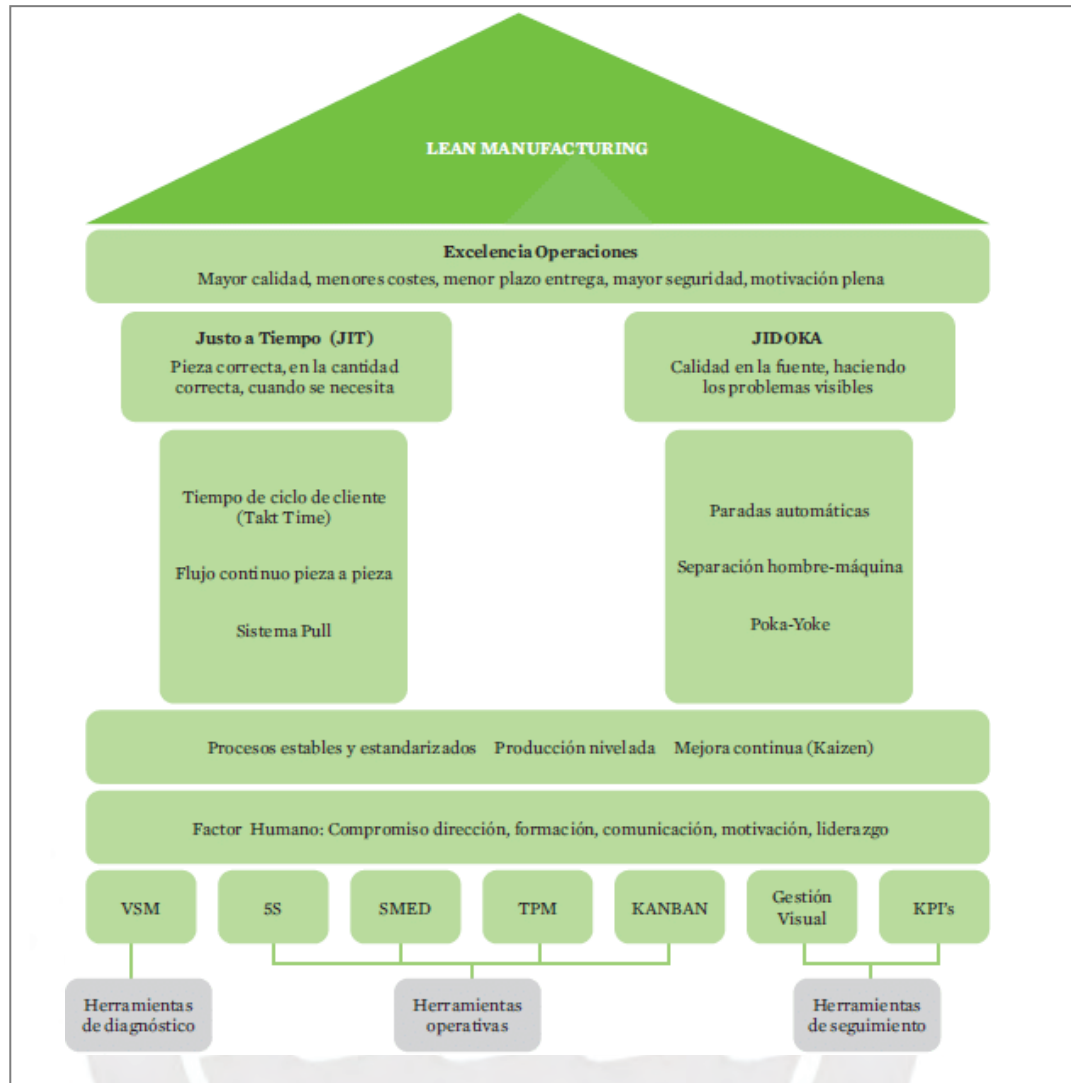 LEAN MANUFACTURING
Excelencia Operaciones
Mayor calidad, menores costes, menor plazo entrega, mayor seguridad, motivación plena
Justo a Tiempo (JIT)
Pieza correcta, en la cantidad
correcta, cuando se necesita
JIDOKA
Calidad en la fuente, haciendo
los problemas visibles
Tiempo de ciclo de cliente
(Takt Time)
Flujo continuo pieza a pieza
Sistema Pull
Paradas automáticas
Separación hombre-máquina
Poka-Yoke
Procesos estables y estandarizados Producción nivelada Mejora continua (Kaizen)
Factor Humano: Compromiso dirección, formación, comunicación, motivación, liderazgo
VSM
5S
SMED
TPM
KANBAN
Gestión
Visual
KPI's
Herramientas
de diagnóstico
Herramientas
operativas
Herramientas
de seguimiento